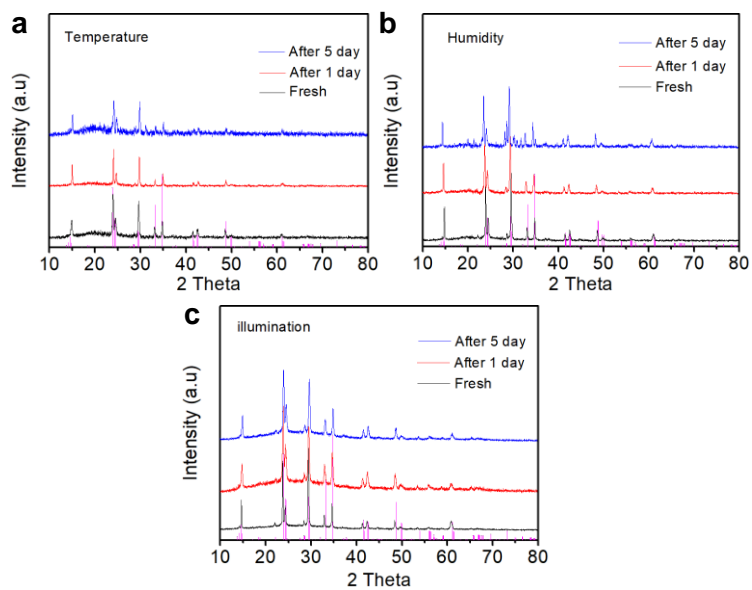 a
Temperature
After 5 day
After 1 day
Fresh
Intensity (a.u)
10 20 30 40 50 60 70 80
2 Theta
b
Humidity
After 5 day
After 1 day
Fresh
Intensity (a.u)
10 20 30 40 50 60 70 80
2 Theta
c
illumination
After 5 day
After 1 day
Fresh
Intensity (a.u)
10 20 30 40 50 60 70 80
2 Theta